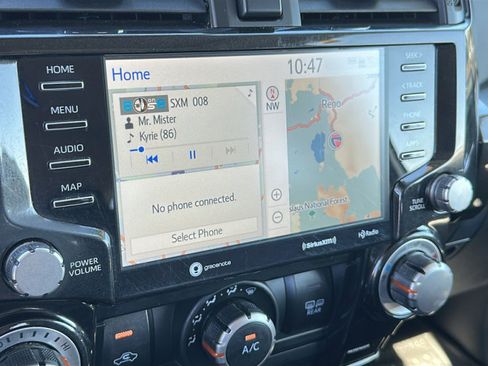 HOME
MENU
AUDIO
MAP
POWER
VOLUME
Home
10:47
SXM 008
Mr. Mister
Kyrie (86)
No phone connected.
Select Phone
NW
Reno
slaus National Forest
gracenote
SiriusXM
HD Radio
SEEK >
< TRACK
PHONE
APPS
TUNE
SCROLL
REAR
A/C